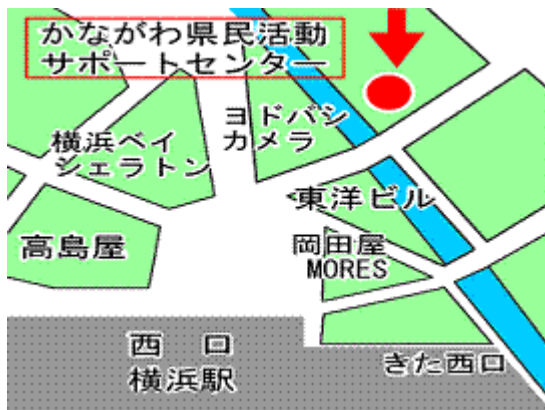 かながわ県民活動
サポートセンター
ヨドバシ
カメラ
横浜ベイ
シェラトン
東洋ビル
高島屋
岡田屋
MORES
西口
横浜駅
きた西口